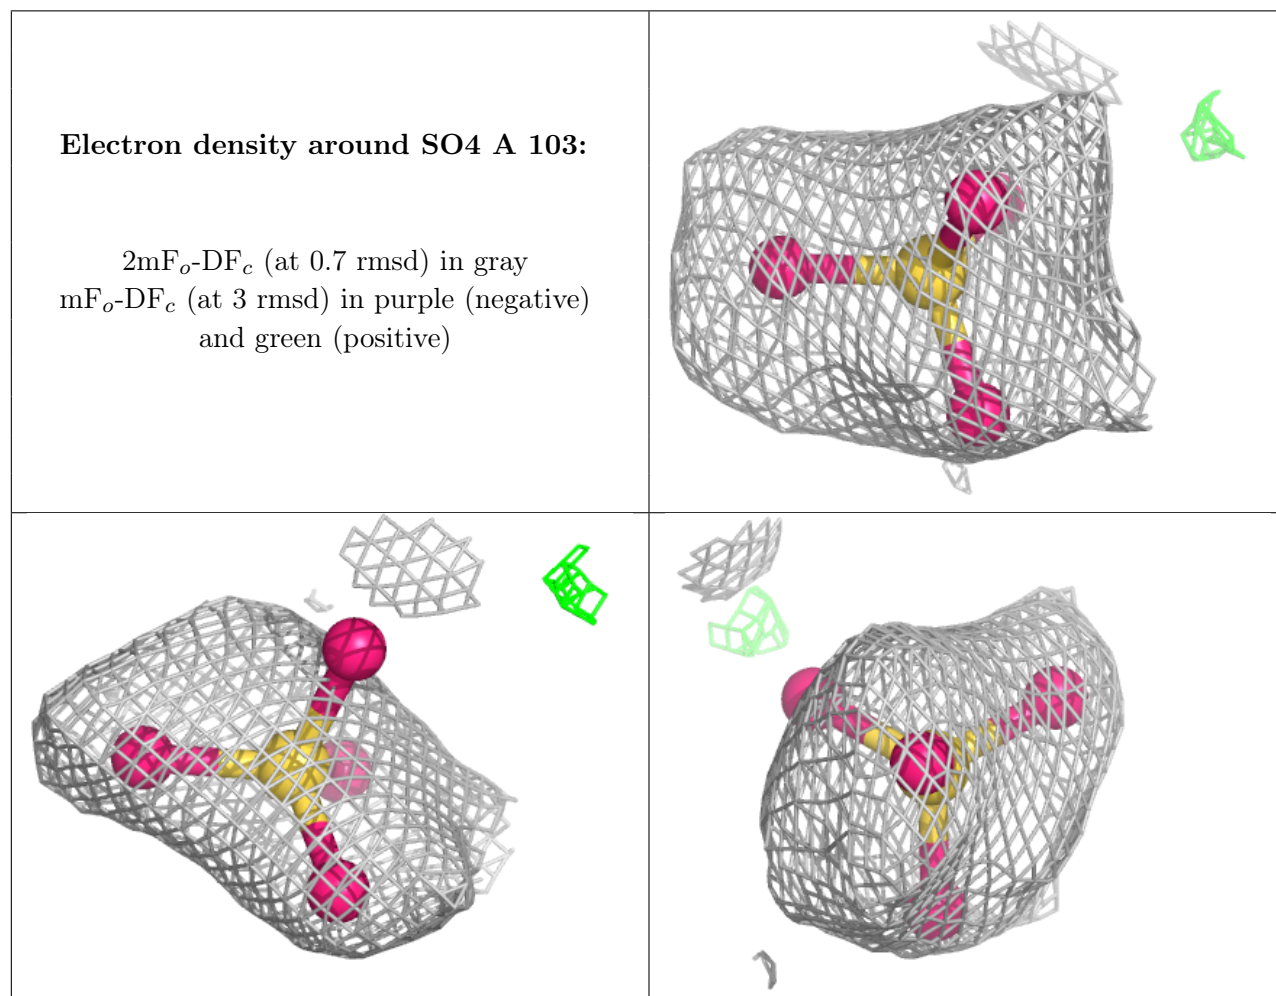 Electron density around SO4 A 103:
2mFo-DFc (at 0.7 rmsd) in gray
mFo-DFc (at 3 rmsd) in purple (negative)
and green (positive)